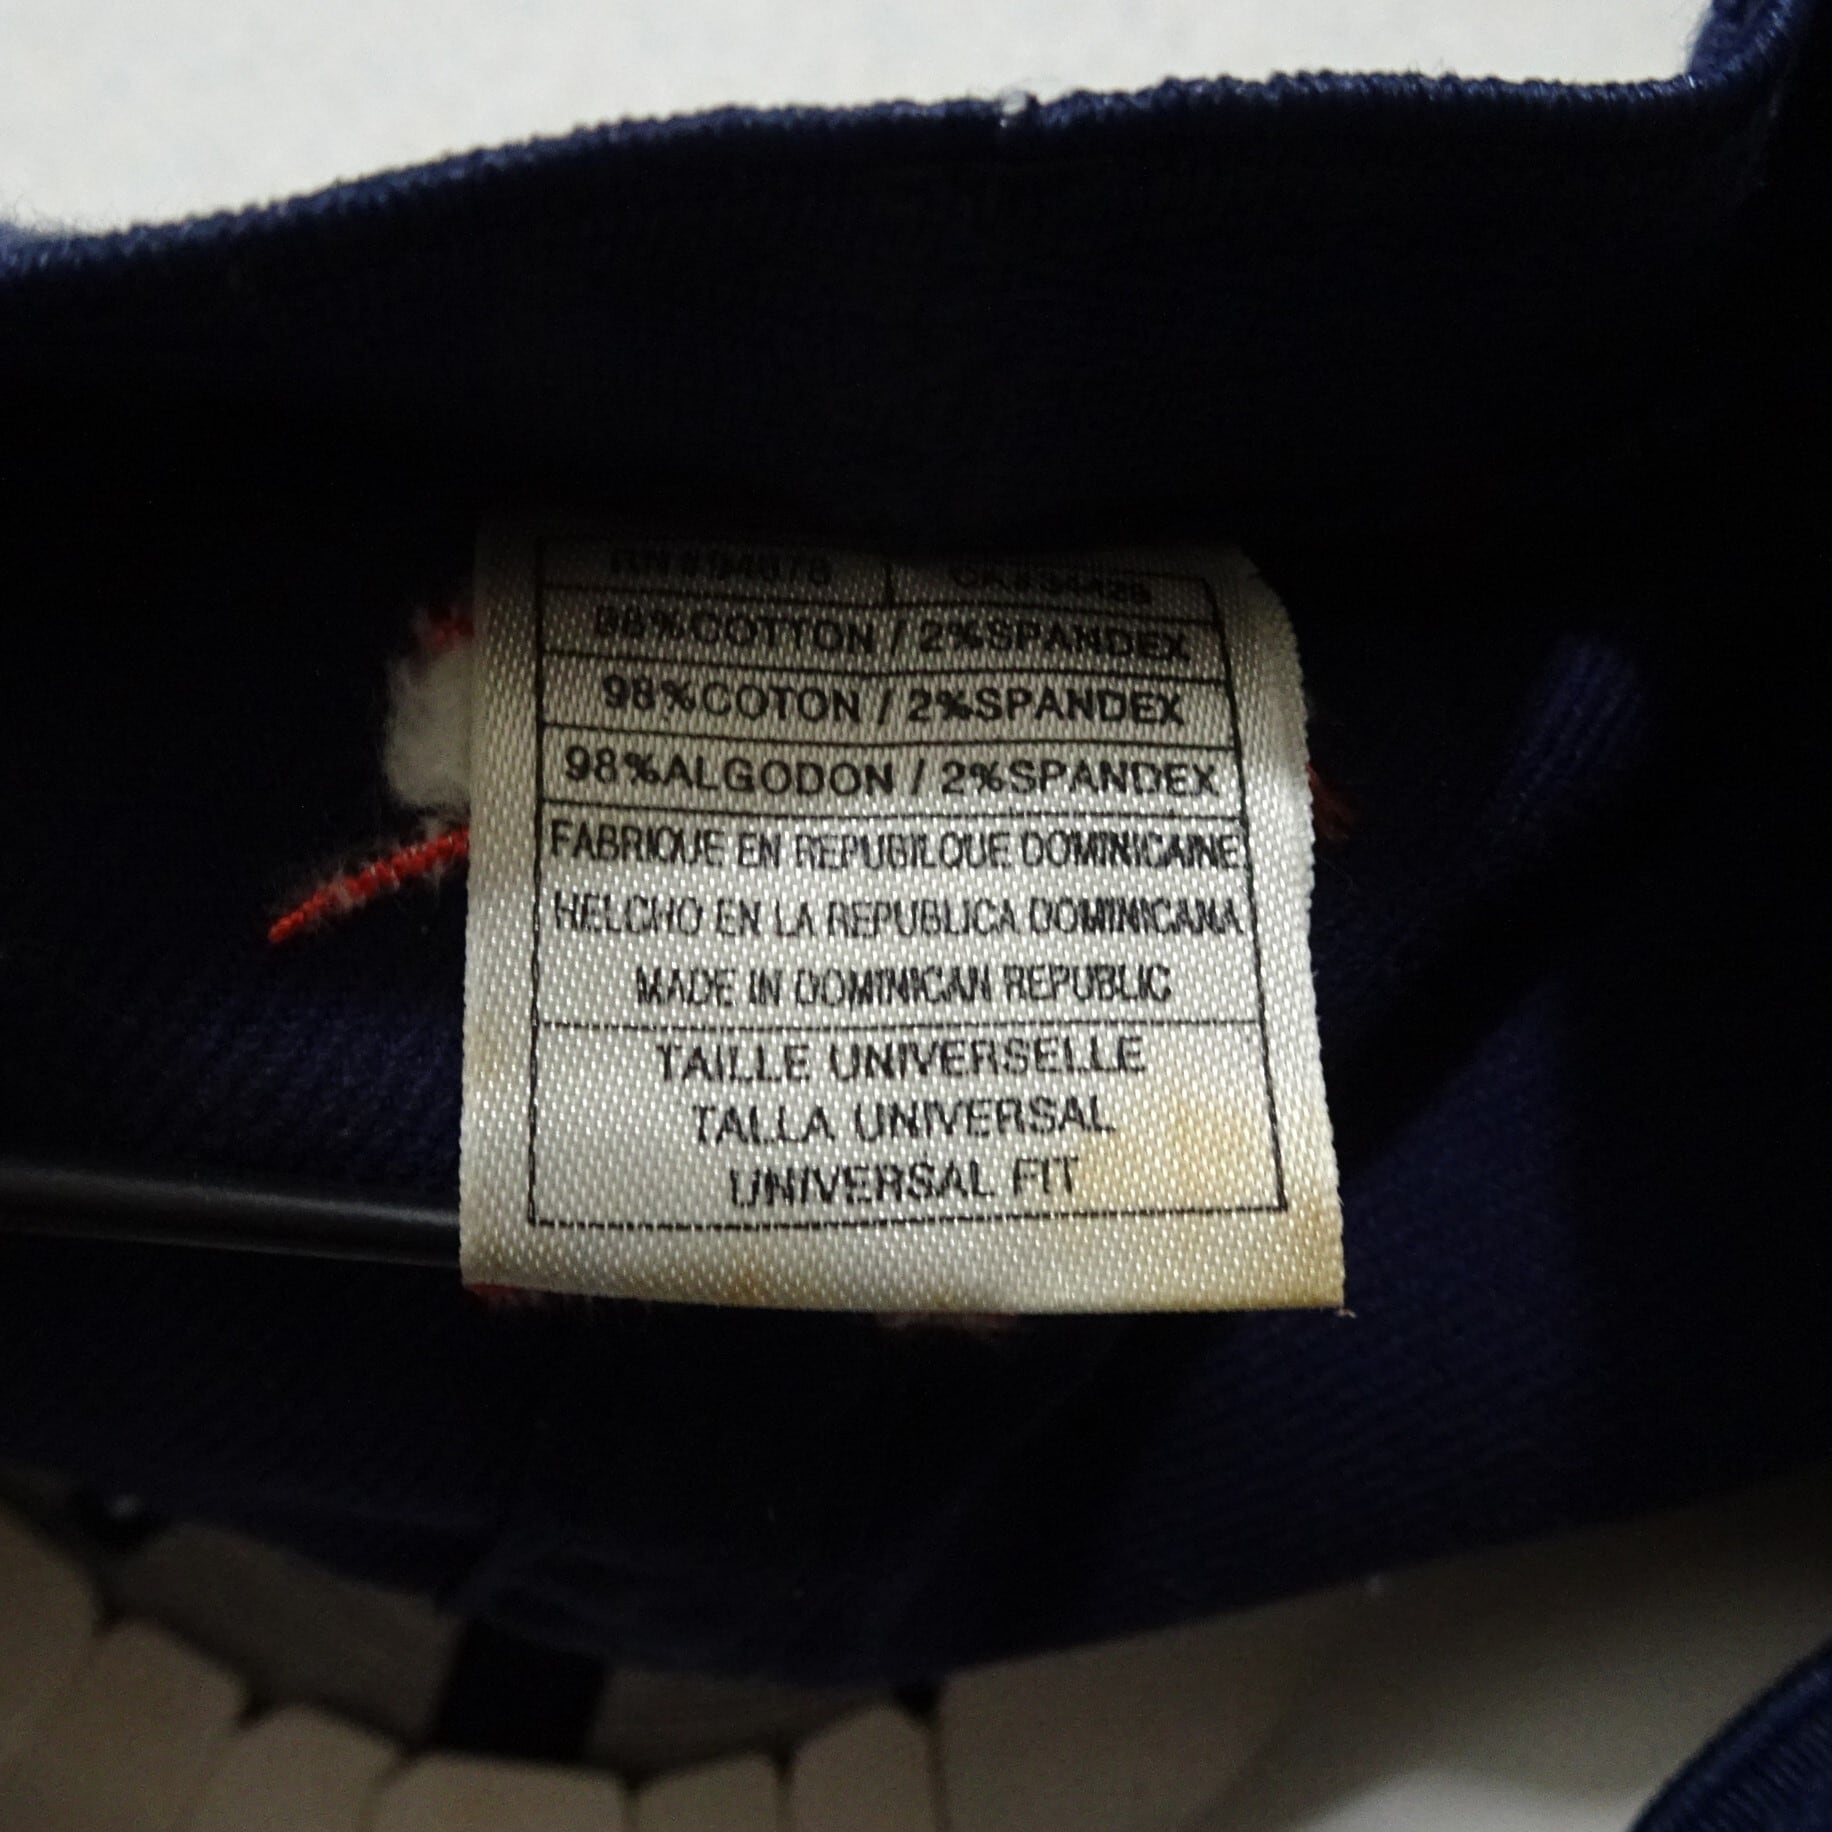 98%COTTON / 2%SPANDEX
98%COTON / 2%SPANDEX
98%ALGODON / 2%SPANDEX
FABRIQUE EN REPUBILQUE DOMINICAINE
HELCHO EN LA REPUBLICA DOMINICANA
MADE IN DOMINICAN REPUBLIC
TAILLE UNIVERSELLE
TALLA UNIVERSAL
UNIVERSAL FIT